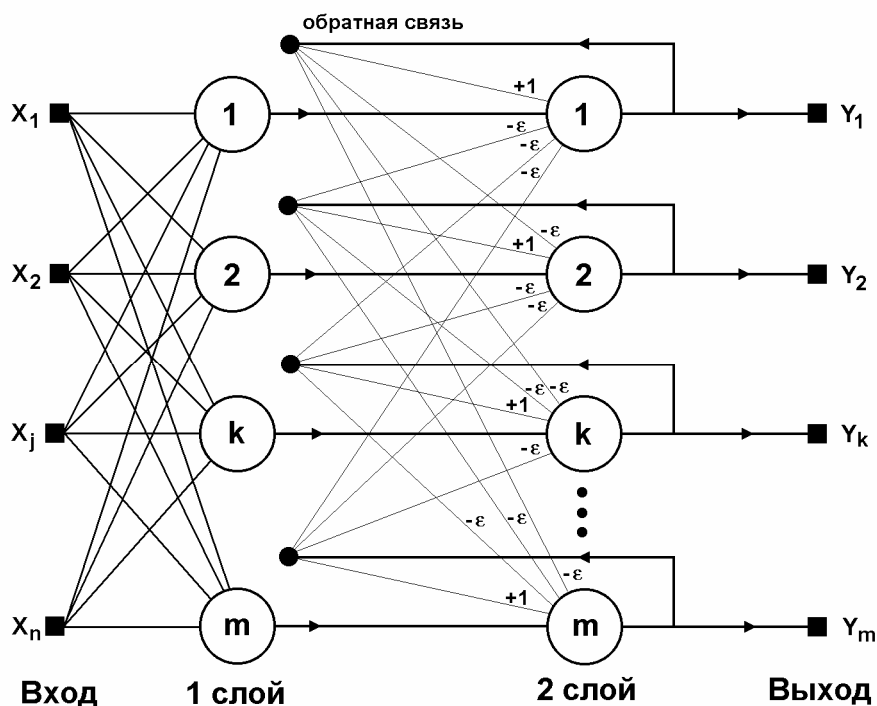 обратная связь
+1
X1
1
1
Y1
-ε
-ε
-ε
-ε
+1
X2
2
2
Y2
-ε
-ε
-ε -ε
+1
Xj
k
k
Yk
-ε
-ε
-ε
-ε
+1
Xn
m
m
Ym
Вход
1 слой
2 слой
Выход